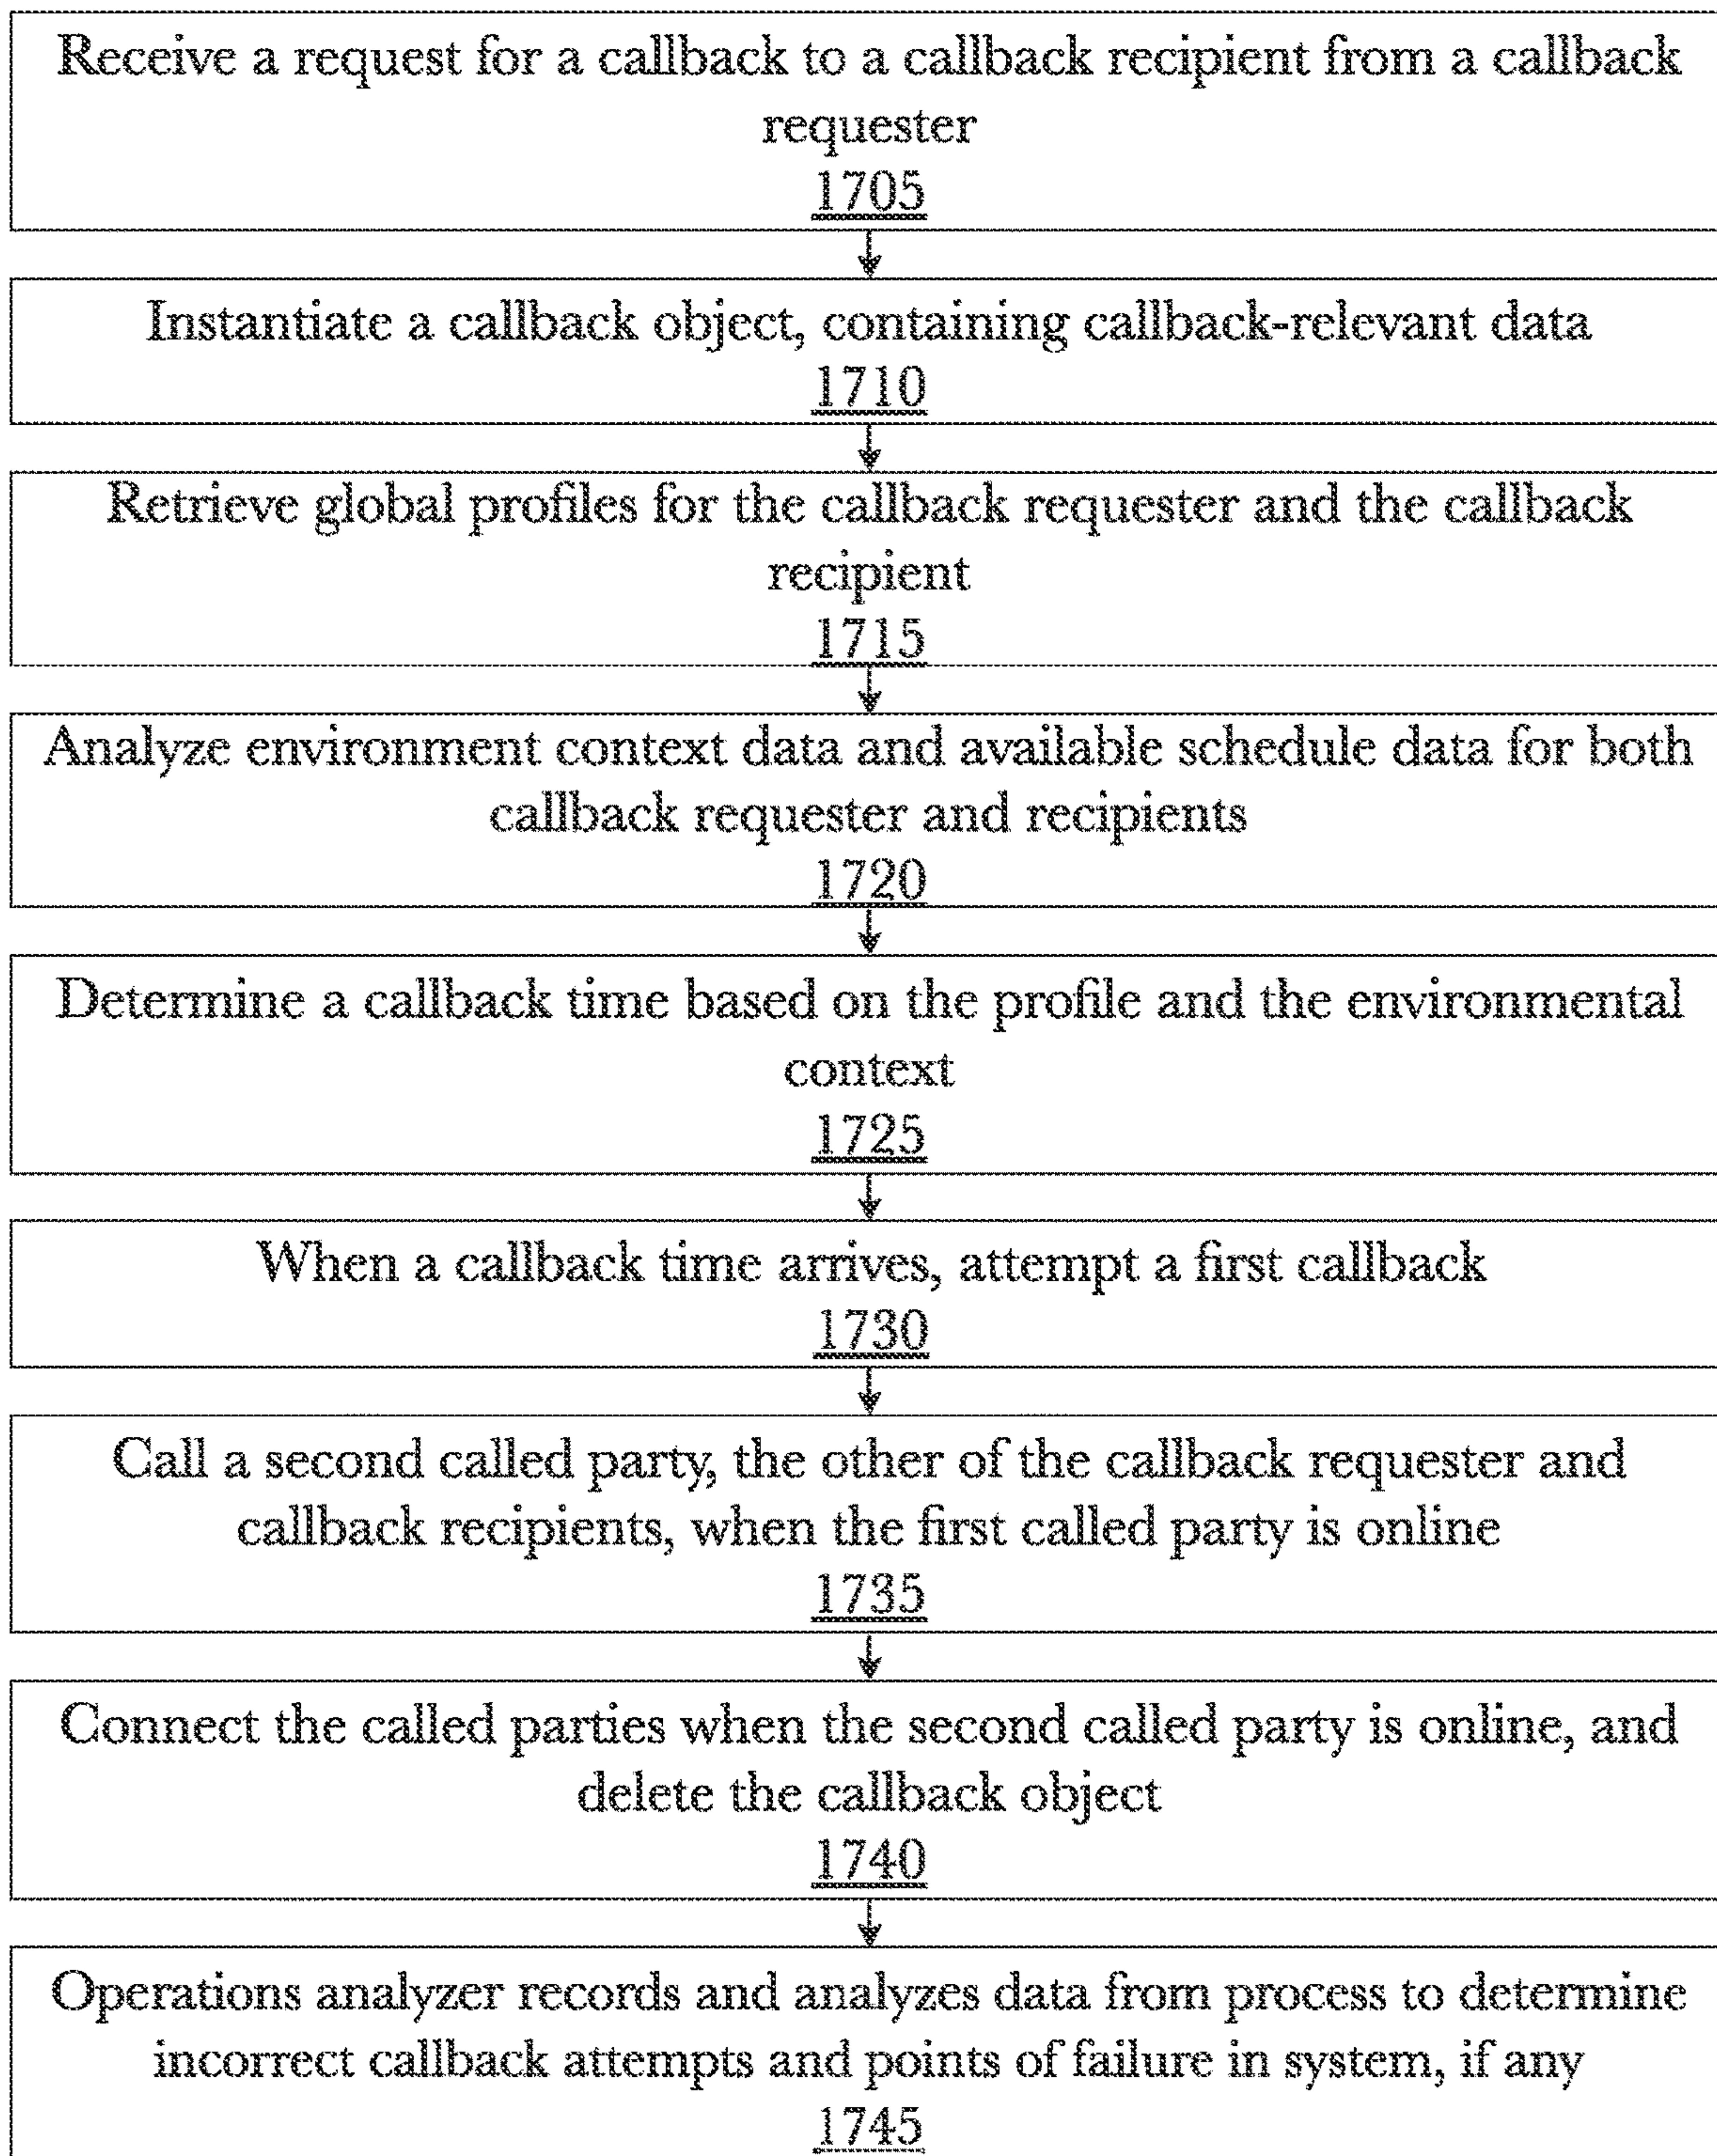 Receive a request for a callback to a callback recipient from a callback
requester
1705
Instantiate a callback object, containing callback-relevant data
1710
Retrieve global profiles for the callback requester and the callback
recipient
1715
Analyze environment context data and available schedule data for both
callback requester and recipients
1720
Determine a callback time based on the profile and the environmental
context
1725
When a callback time arrives, attempt a first callback
1730
Call a second called party, the other of the callback requester and
callback recipients, when the first called party is online
1735
Connect the called parties when the second called party is online, and
delete the callback object
1740
Operations analyzer records and analyzes data from process to determine
incorrect callback attempts and points of failure in system, if any
1745